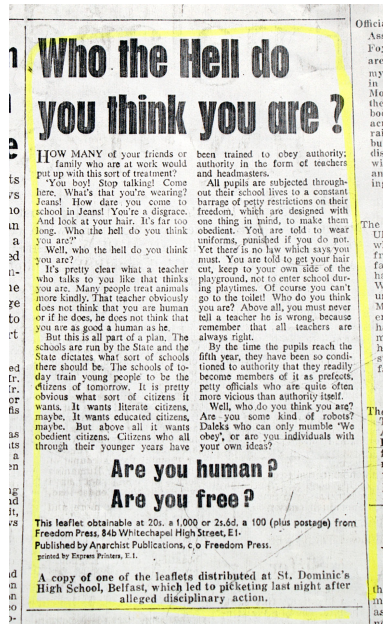 Who the Hell do
you think you are ?
HOW MANY of your friends or
family who are at work would
put up with this sort of treatment?
'You boy! Stop talking! Come
here. What's that you're wearing?
Jeans! How dare you come to
school in Jeans! You're a disgrace.
And look at your hair. It's far too
long. Who the hell do you think
you are?'
Well, who the hell do you think
you are?
It's pretty clear what a teacher
who talks to you like that thinks
you are. Many people treat animals
more kindly. That teacher obviously
does not think that you are human
or if he does, he does not think that
you are as good a human as he.
But this is all part of a plan. The
schools are run by the State and the
State dictates what sort of schools
there should be. The schools of to-
day train young people to be the
citizens of tomorrow. It is pretty
obvious what sort of citizens it
wants. It wants literate citizens,
maybe. It wants educated citizens,
maybe. But above all it wants
obedient citizens. Citizens who all
through their younger years have
been trained to obey authority;
authority in the form of teachers
and headmasters.
All pupils are subjected through-
out their school lives to a constant
barrage of petty restrictions on their
freedom, which are designed with
one thing in mind, to make them
obedient. You are told to wear
uniforms, punished if you do not.
Yet there is no law which says you
must. You are told to get your hair
cut, keep to your own side of the
playground, not to enter school dur-
ing playtimes. Of course you can't
go to the toilet! Who do you think
you are? Above all, you must never
tell a teacher he is wrong, because
remember that all teachers are
always right.
By the time the pupils reach the
fifth year, they have been so condi-
tioned to authority that they readily
become members of it as prefects,
petty officials who are quite often
more vicious than authority itself.
Well, who do you think you are?
Are you some kind of robots?
Daleks who can only mumble 'We
obey', or are you individuals with
your own ideas?
Are you human ?
Are you free ?
This leaflet obtainable at 20s. a 1,000 or 2s.6d. a 100 (plus postage) from
Freedom Press, 84b Whitechapel High Street, E1.
Published by Anarchist Publications, c/o Freedom Press.
printed by Express Printers, E.1.
A copy of one of the leaflets distributed at St. Dominic's
High School, Belfast, which led to picketing last night after
alleged disciplinary action.